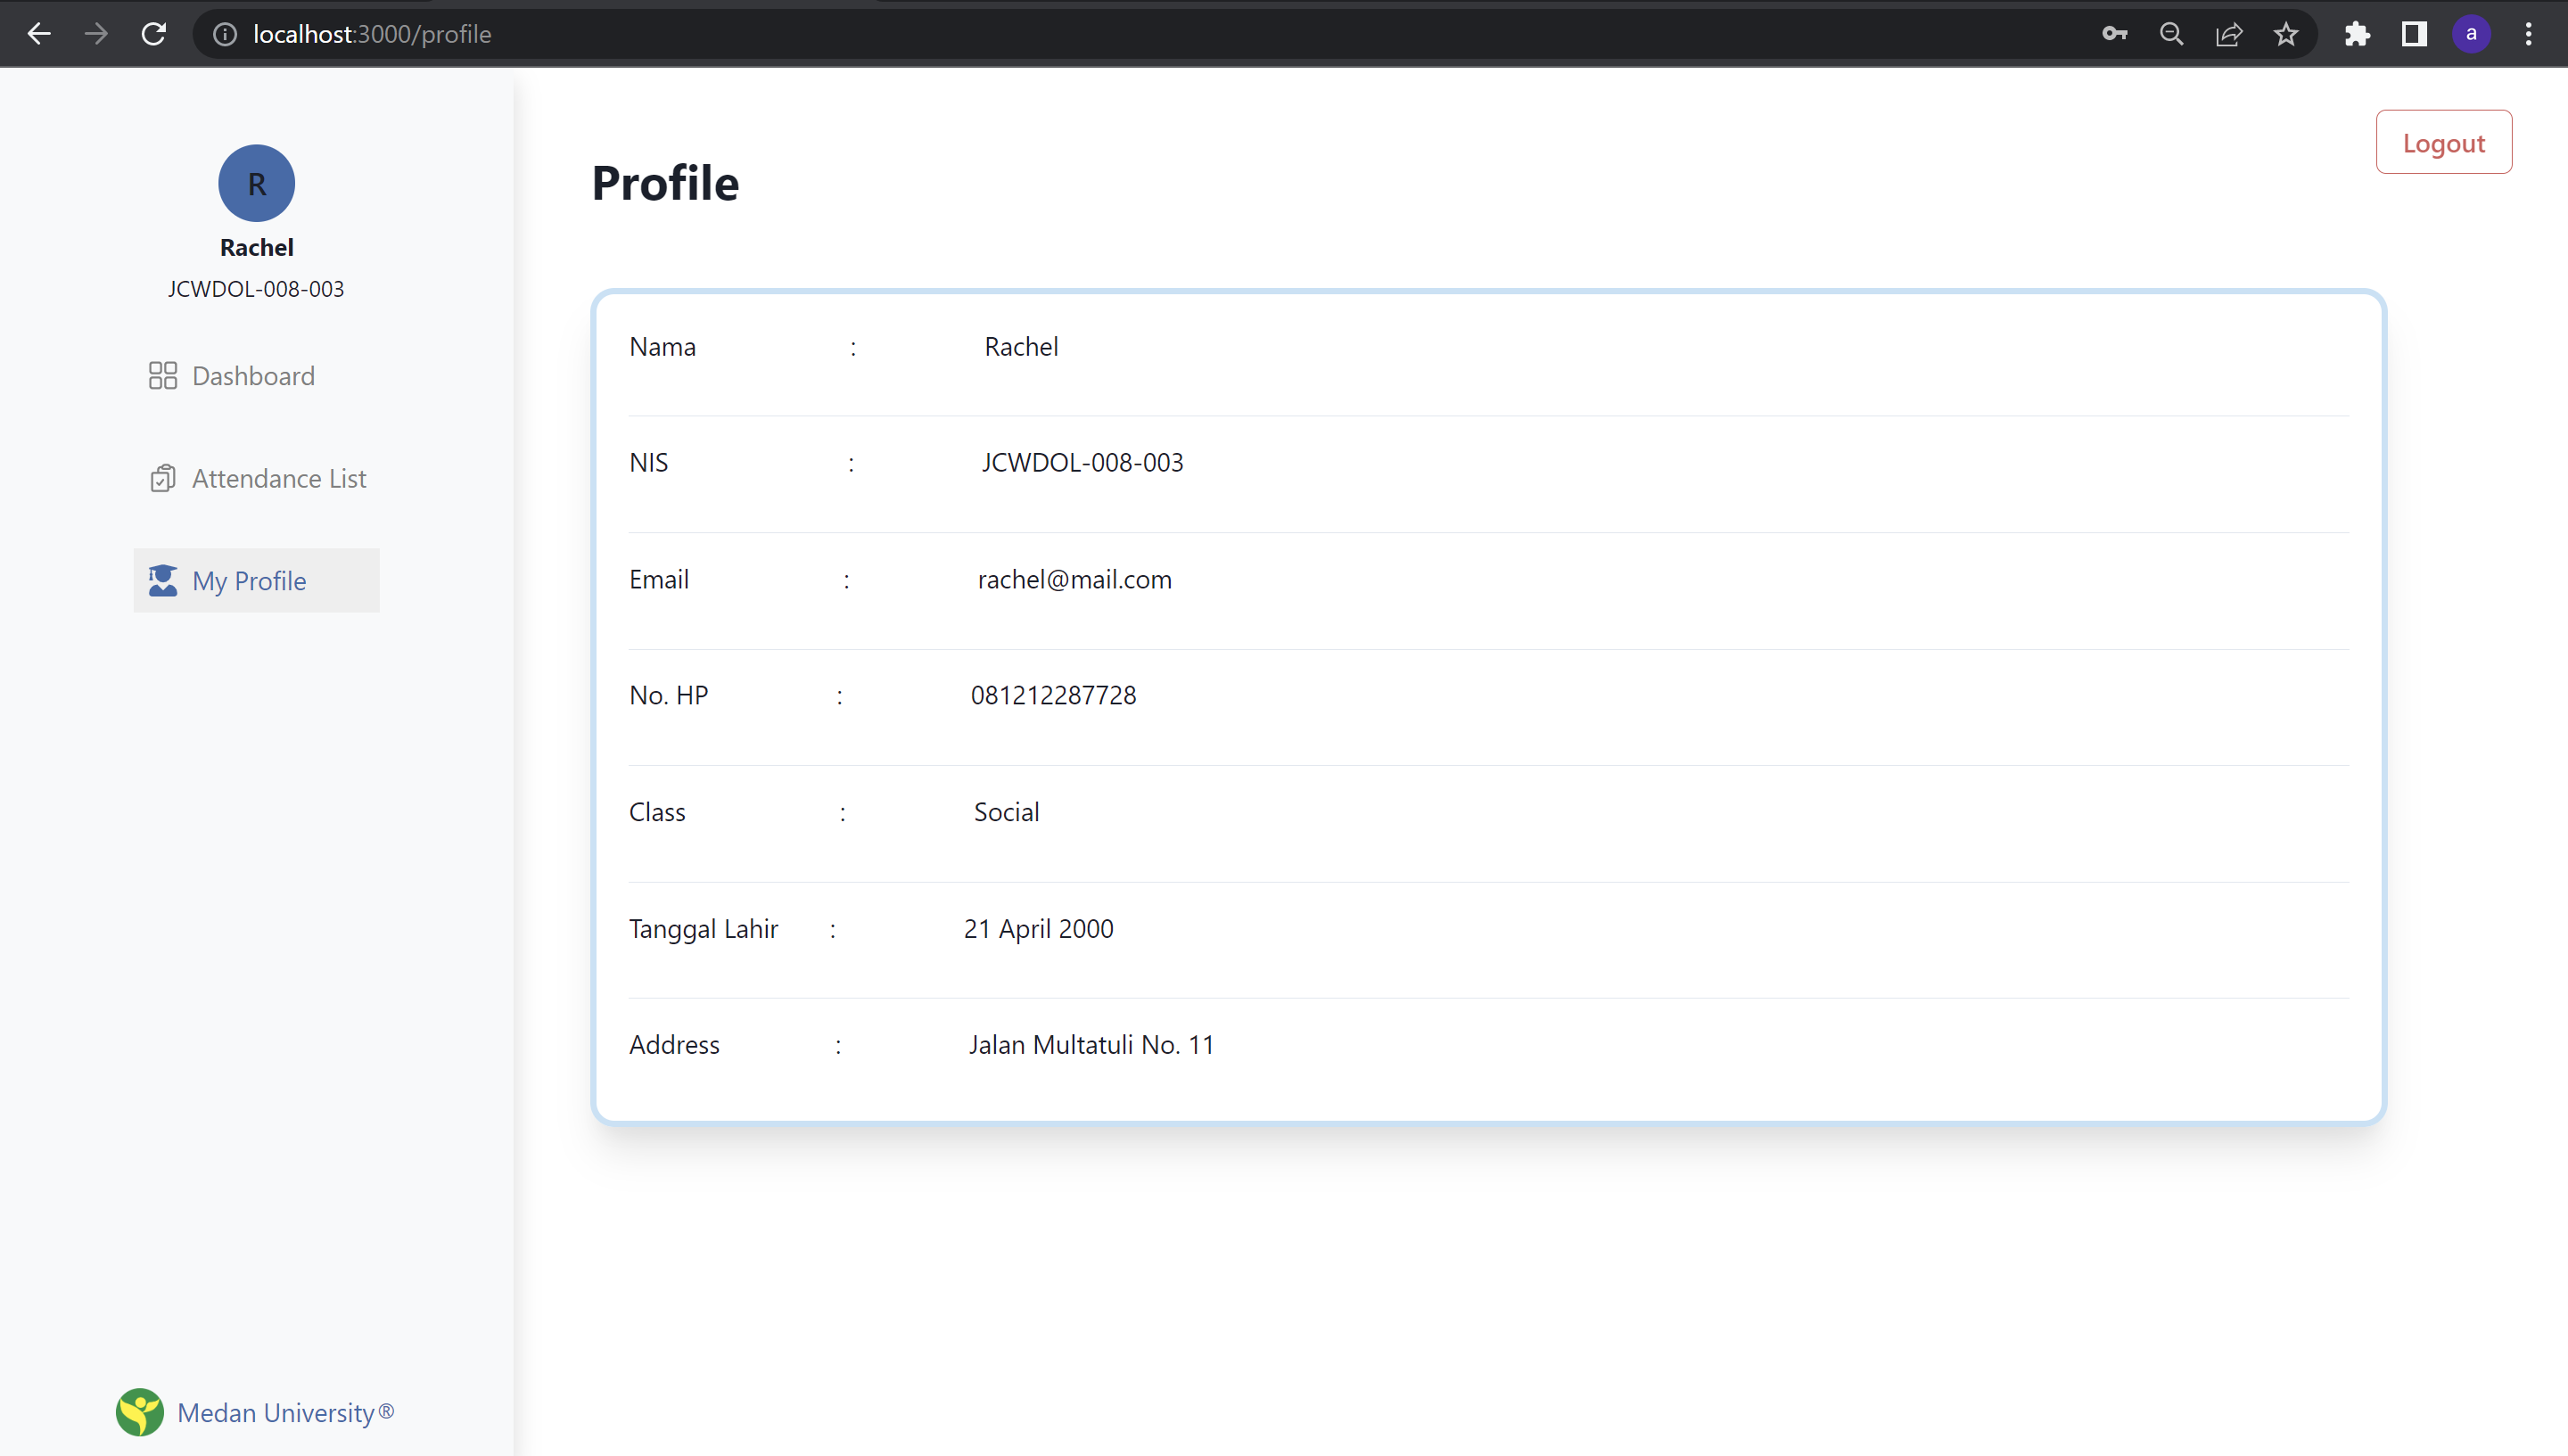 localhost:3000/profile
a
R
Rachel
JCWDOL-008-003
Dashboard
Attendance List
My Profile
Medan University®
Logout
Profile
Nama : Rachel
NIS : JCWDOL-008-003
Email : rachel@mail.com
No. HP : 081212287728
Class : Social
Tanggal Lahir : 21 April 2000
Address : Jalan Multatuli No. 11